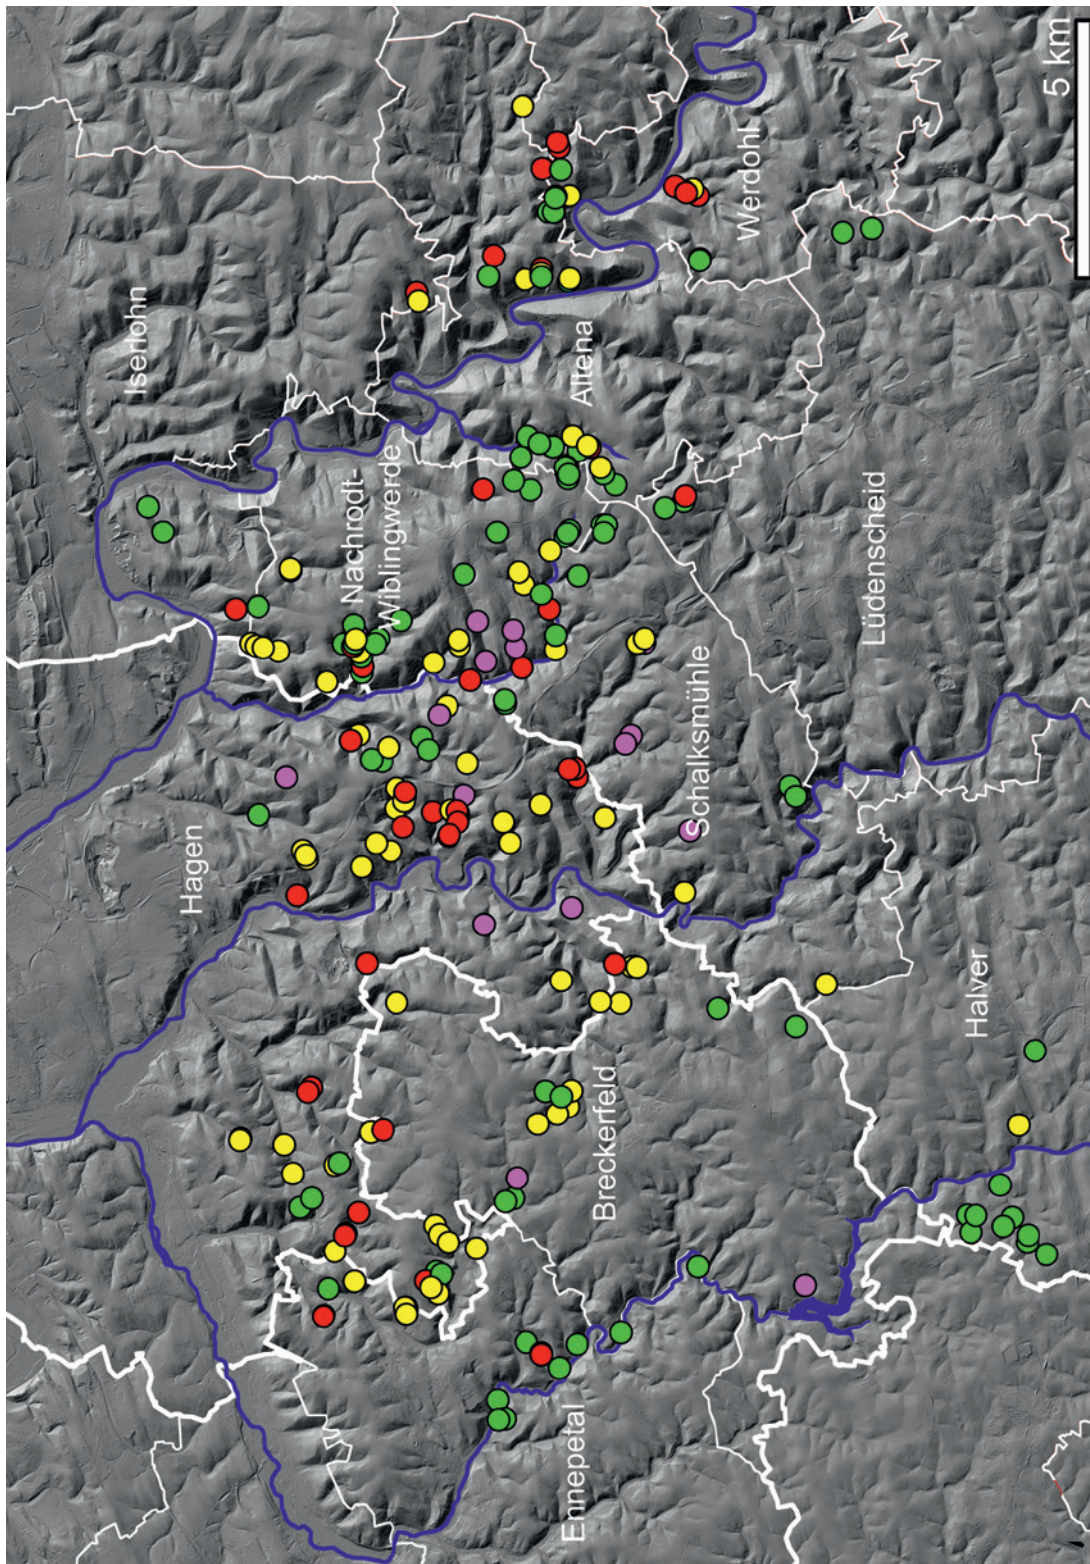 Iserlohn
Hagen
Nachrodt-
Wiblingwerde
Altena
Werdohl
Ennepetal
Breckerfeld
Schalksmühle
Lüdenscheid
Halver
5 km